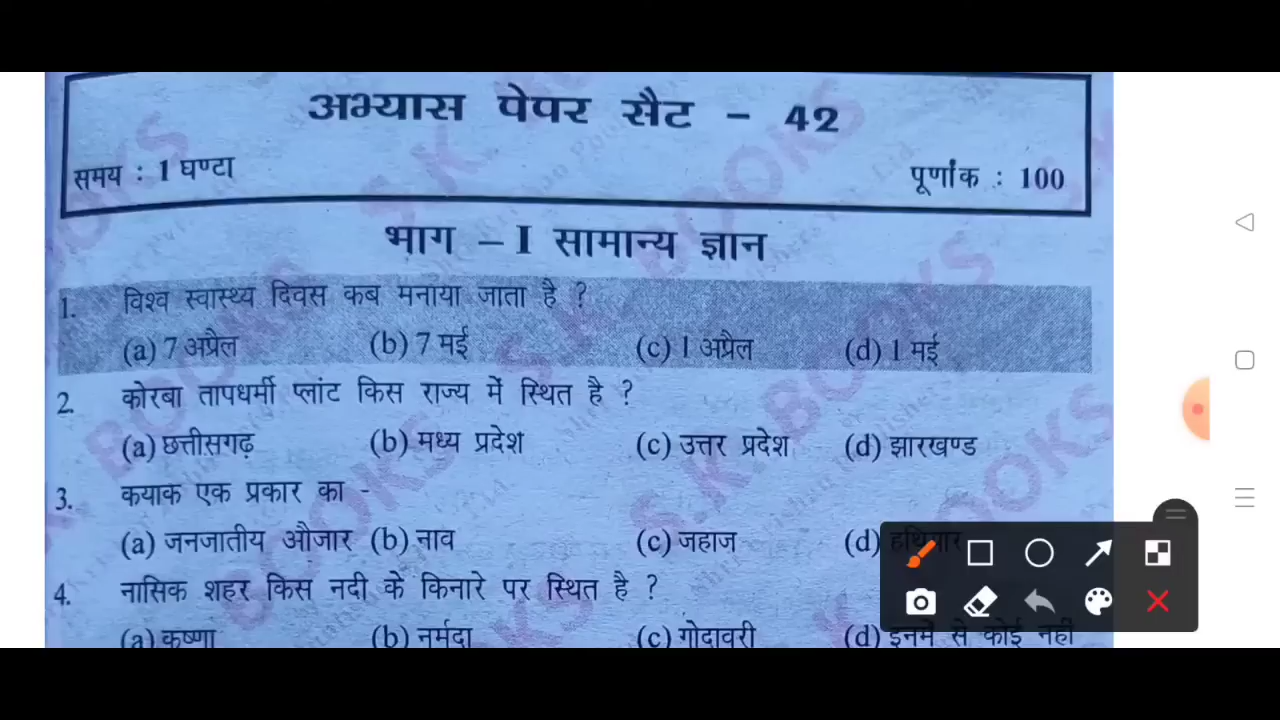 अभ्यास पेपर सैट - 42
समय : 1 घण्टा
पूर्णांक : 100
भाग -I सामान्य ज्ञान
1. विश्व स्वास्थ्य दिवस कब मनाया जाता है ?
(a) 7 अप्रैल (b) 7 मई (c) 1 अप्रैल (d) 1 मई
2. कोरबा तापधर्मी प्लांट किस राज्य में स्थित है ?
(a) छत्तीसगढ़ (b) मध्य प्रदेश (c) उत्तर प्रदेश (d) झारखण्ड
3. कयाक एक प्रकार का -
(a) जनजातीय औजार (b) नाव (c) जहाज (d) हथियार
4. नासिक शहर किस नदी के किनारे पर स्थित है ?
(a) कृष्णा (b) नर्मदा (c) गोदावरी (d) इनमें से कोई नहीं
S.K. BOOKS